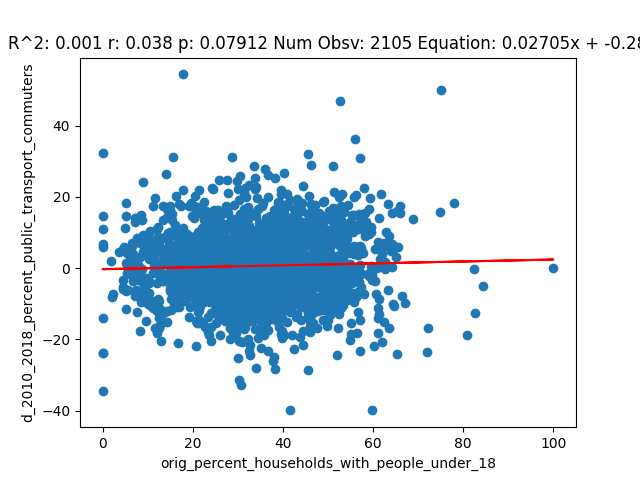 R^2: 0.001 r: 0.038 p: 0.07912 Num Obsv: 2105 Equation: 0.02705x + -0.28
d_2010_2018_percent_public_transport_commuters
40
20
0
−20
−40
0 20 40 60 80 100
orig_percent_households_with_people_under_18